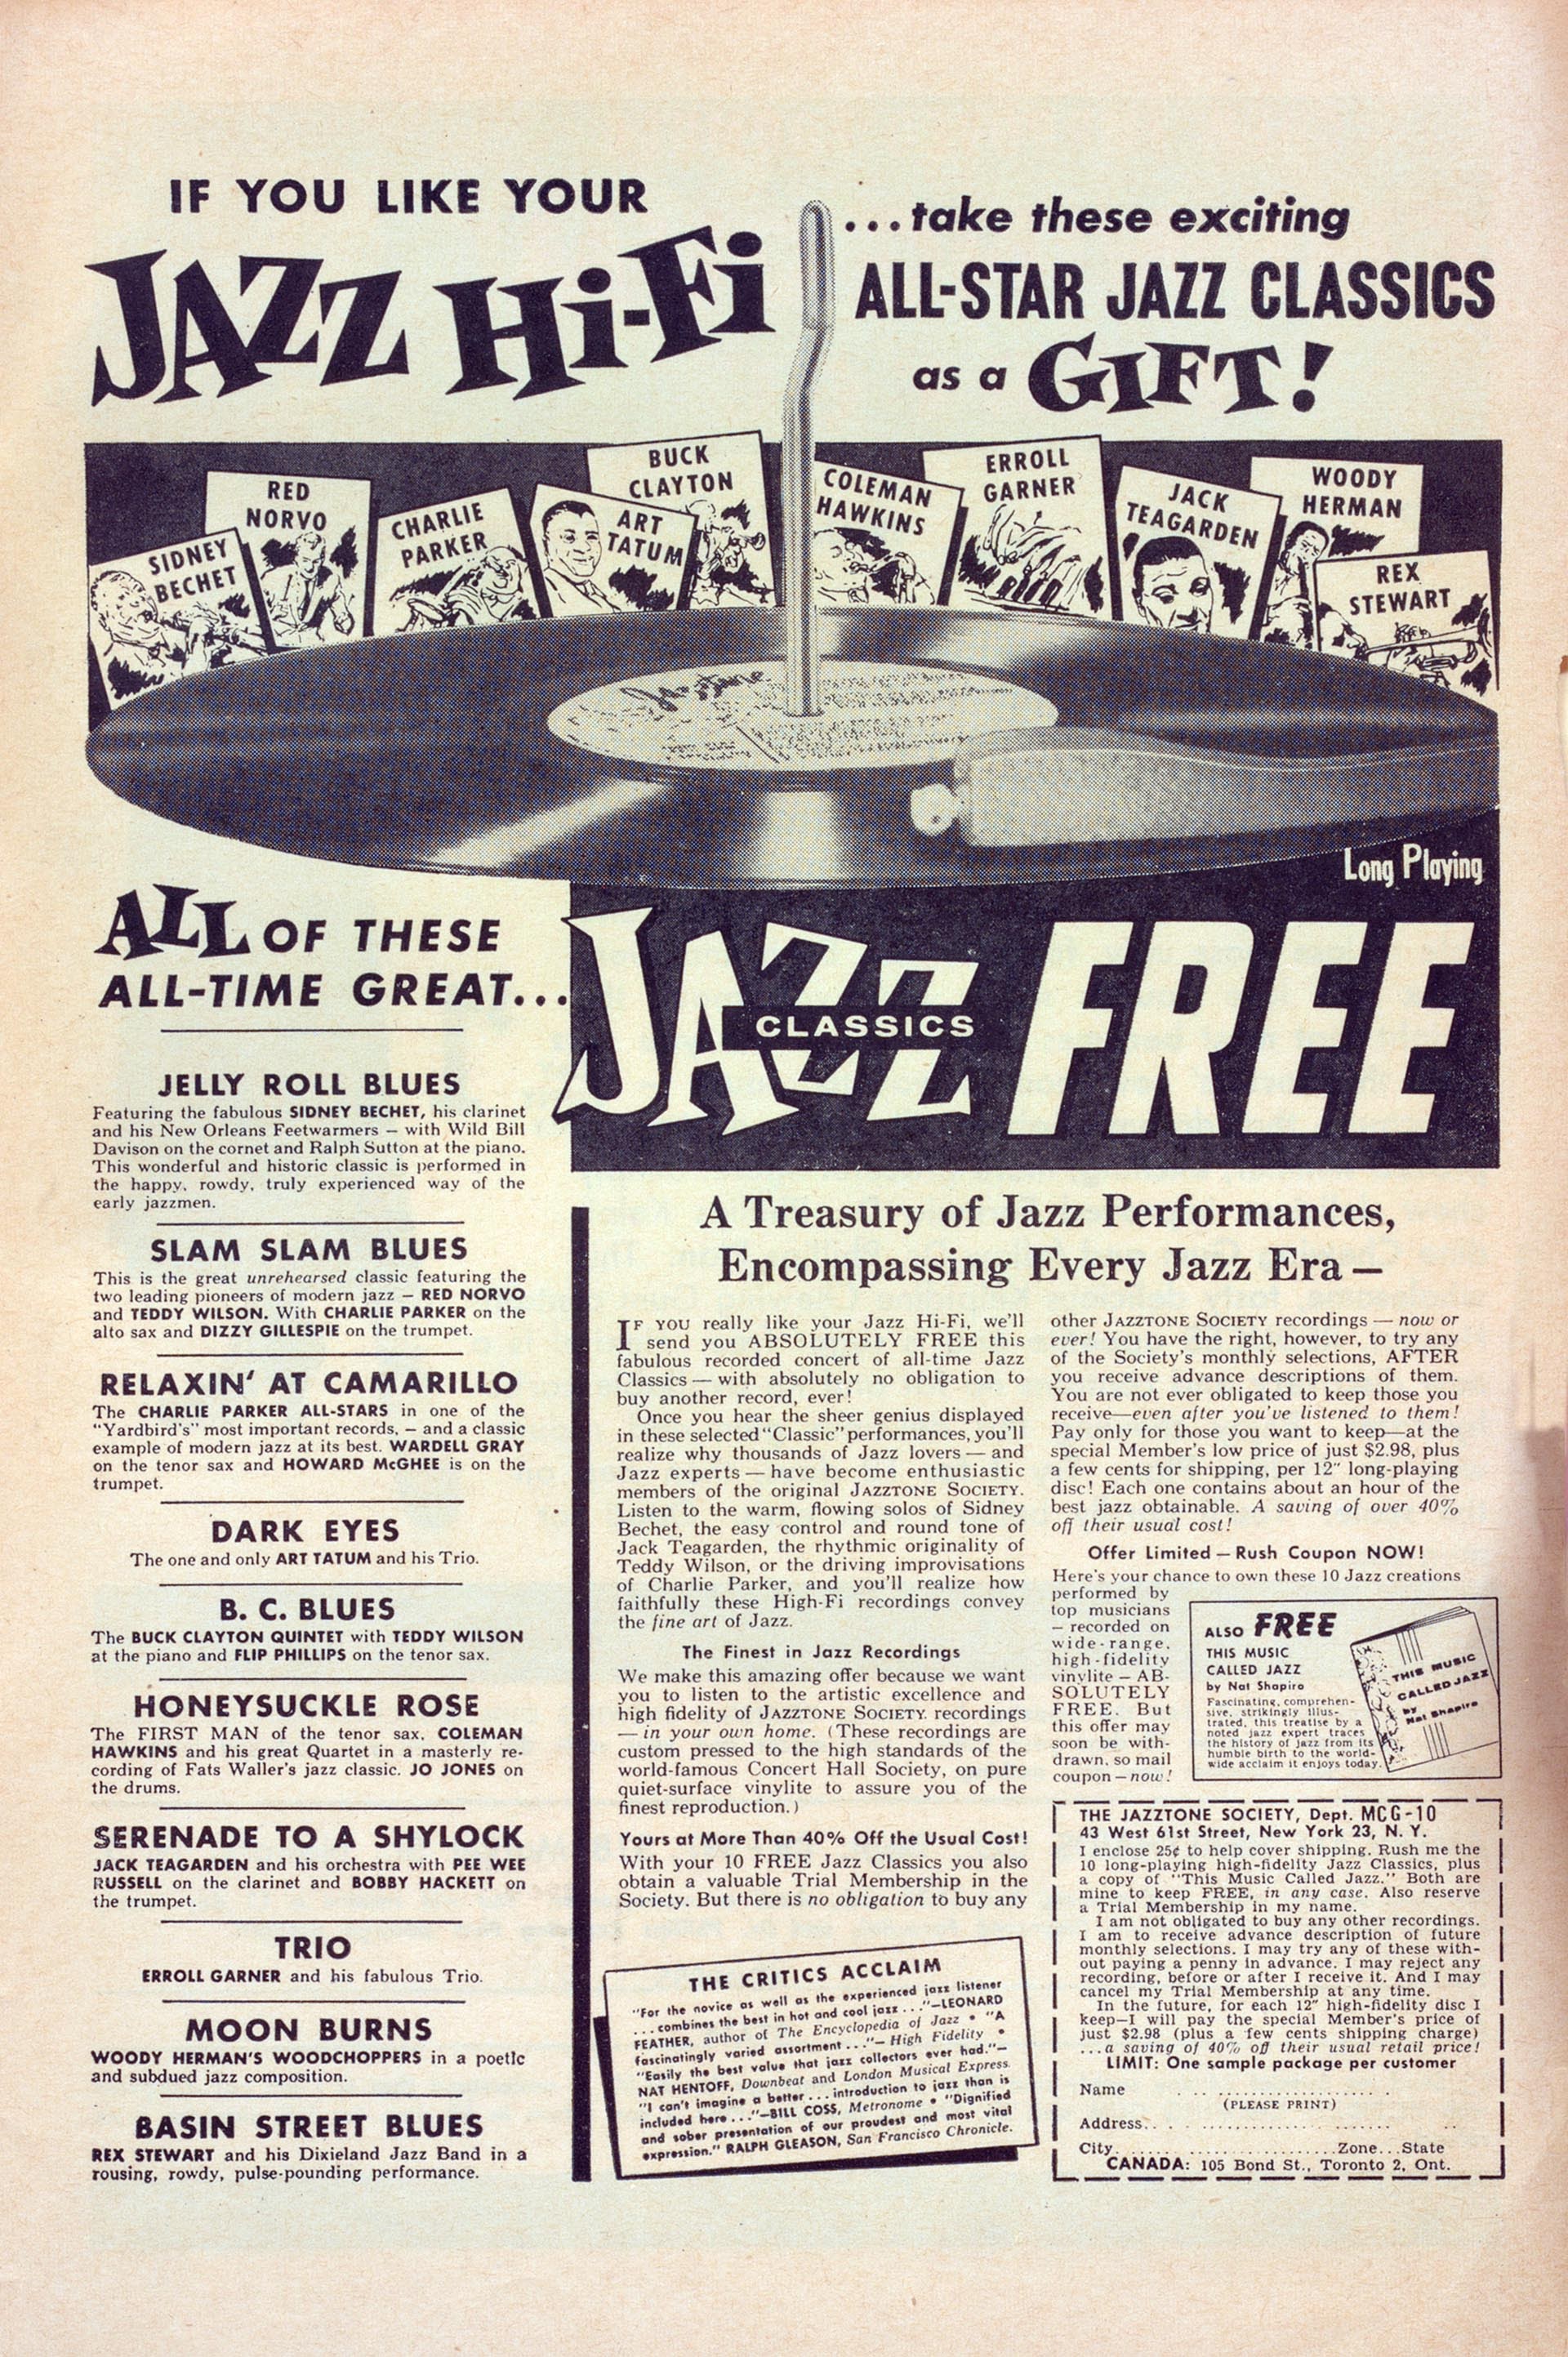 IF YOU LIKE YOUR
JAZZ Hi-Fi
...take these exciting
ALL-STAR JAZZ CLASSICS
as a GIFT!
SIDNEY
BECHET
RED
NORVO
CHARLIE
PARKER
ART
TATUM
BUCK
CLAYTON
COLEMAN
HAWKINS
ERROLL
GARNER
JACK
TEAGARDEN
WOODY
HERMAN
REX
STEWART
Jazztone
Long Playing
JAZZ FREE
CLASSICS
ALL OF THESE
ALL-TIME GREAT...
JELLY ROLL BLUES
Featuring the fabulous SIDNEY BECHET, his clarinet
and his New Orleans Feetwarmers – with Wild Bill
Davison on the cornet and Ralph Sutton at the piano.
This wonderful and historic classic is performed in
the happy, rowdy, truly experienced way of the
early jazzmen.
SLAM SLAM BLUES
This is the great unrehearsed classic featuring the
two leading pioneers of modern jazz – RED NORVO
and TEDDY WILSON. With CHARLIE PARKER on the
alto sax and DIZZY GILLESPIE on the trumpet.
RELAXIN' AT CAMARILLO
The CHARLIE PARKER ALL-STARS in one of the
"Yardbird's" most important records, – and a classic
example of modern jazz at its best. WARDELL GRAY
on the tenor sax and HOWARD McGHEE is on the
trumpet.
DARK EYES
The one and only ART TATUM and his Trio.
B. C. BLUES
The BUCK CLAYTON QUINTET with TEDDY WILSON
at the piano and FLIP PHILLIPS on the tenor sax.
HONEYSUCKLE ROSE
The FIRST MAN of the tenor sax, COLEMAN
HAWKINS and his great Quartet in a masterly re-
cording of Fats Waller's jazz classic. JO JONES on
the drums.
SERENADE TO A SHYLOCK
JACK TEAGARDEN and his orchestra with PEE WEE
RUSSELL on the clarinet and BOBBY HACKETT on
the trumpet.
TRIO
ERROLL GARNER and his fabulous Trio.
MOON BURNS
WOODY HERMAN'S WOODCHOPPERS in a poetic
and subdued jazz composition.
BASIN STREET BLUES
REX STEWART and his Dixieland Jazz Band in a
rousing, rowdy, pulse-pounding performance.
A Treasury of Jazz Performances,
Encompassing Every Jazz Era –
IF YOU really like your Jazz Hi-Fi, we'll
send you ABSOLUTELY FREE this
fabulous recorded concert of all-time Jazz
Classics — with absolutely no obligation to
buy another record, ever!
Once you hear the sheer genius displayed
in these selected "Classic" performances, you'll
realize why thousands of Jazz lovers — and
Jazz experts — have become enthusiastic
members of the original JAZZTONE SOCIETY.
Listen to the warm, flowing solos of Sidney
Bechet, the easy control and round tone of
Jack Teagarden, the rhythmic originality of
Teddy Wilson, or the driving improvisations
of Charlie Parker, and you'll realize how
faithfully these High-Fi recordings convey
the fine art of Jazz.
The Finest in Jazz Recordings
We make this amazing offer because we want
you to listen to the artistic excellence and
high fidelity of JAZZTONE SOCIETY. recordings
— in your own home. (These recordings are
custom pressed to the high standards of the
world-famous Concert Hall Society, on pure
quiet-surface vinylite to assure you of the
finest reproduction.)
Yours at More Than 40% Off the Usual Cost!
With your 10 FREE Jazz Classics you also
obtain a valuable Trial Membership in the
Society. But there is no obligation to buy any
THE CRITICS ACCLAIM
"For the novice as well as the experienced jazz listener
... combines the best in hot and cool jazz ..."—LEONARD
FEATHER, author of The Encyclopedia of Jazz • "A
fascinatingly varied assortment ..."— High Fidelity •
"Easily the best value that jazz collectors ever had."—
NAT HENTOFF, Downbeat and London Musical Express.
"I can't imagine a better ... introduction to jazz than is
included here ..."—BILL COSS, Metronome • "Dignified
and sober presentation of our proudest and most vital
expression." RALPH GLEASON, San Francisco Chronicle.
other JAZZTONE SOCIETY recordings — now or
ever! You have the right, however, to try any
of the Society's monthly selections, AFTER
you receive advance descriptions of them.
You are not ever obligated to keep those you
receive—even after you've listened to them!
Pay only for those you want to keep—at the
special Member's low price of just $2.98, plus
a few cents for shipping, per 12" long-playing
disc! Each one contains about an hour of the
best jazz obtainable. A saving of over 40%
off their usual cost!
Offer Limited – Rush Coupon NOW!
Here's your chance to own these 10 Jazz creations
performed by
top musicians
– recorded on
wide-range,
high-fidelity
vinylite – AB-
SOLUTELY
FREE. But
this offer may
soon be with-
drawn, so mail
coupon – now!
ALSO FREE
THIS MUSIC
CALLED JAZZ
by Nat Shapiro
Fascinating, comprehen-
sive, strikingly illus-
trated, this treatise by a
noted jazz expert traces
the history of jazz from its
humble birth to the world-
wide acclaim it enjoys today.
THIS MUSIC
CALLED JAZZ
by
Nat Shapiro
THE JAZZTONE SOCIETY, Dept. MCG-10
43 West 61st Street, New York 23, N. Y.
I enclose 25¢ to help cover shipping. Rush me the
10 long-playing high-fidelity Jazz Classics, plus
a copy of "This Music Called Jazz." Both are
mine to keep FREE, in any case. Also reserve
a Trial Membership in my name.
I am not obligated to buy any other recordings.
I am to receive advance description of future
monthly selections. I may try any of these with-
out paying a penny in advance. I may reject any
recording, before or after I receive it. And I may
cancel my Trial Membership at any time.
In the future, for each 12" high-fidelity disc I
keep—I will pay the special Member's price of
just $2.98 (plus a few cents shipping charge)
...a saving of 40% off their usual retail price!
LIMIT: One sample package per customer
Name
(PLEASE PRINT)
Address
City Zone...State
CANADA: 105 Bond St., Toronto 2, Ont.